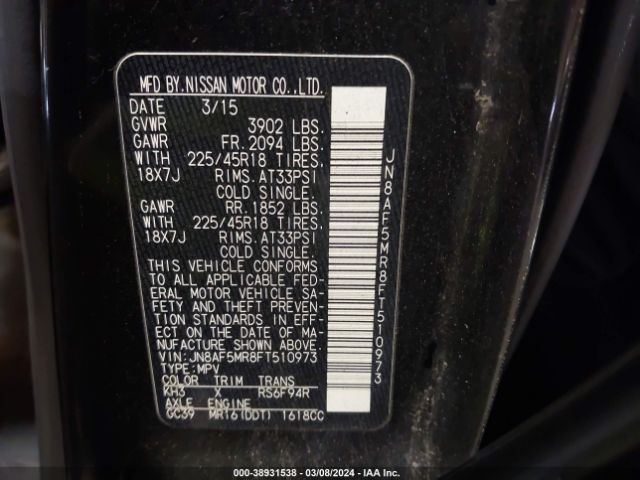 MFD BY.NISSAN MOTOR CO.,LTD.
DATE 3/15
GVWR 3902 LBS.
GAWR FR.2094 LBS.
WITH 225/45R18 TIRES.
18X7J RIMS.AT33PSI
COLD SINGLE.
GAWR RR.1852 LBS.
WITH 225/45R18 TIRES.
18X7J RIMS.AT33PSI
COLD SINGLE.
THIS VEHICLE CONFORMS
TO ALL APPLICABLE FED-
ERAL MOTOR VEHICLE SA-
FETY AND THEFT PREVEN-
TION STANDARDS IN EFF-
ECT ON THE DATE OF MA-
NUFACTURE SHOWN ABOVE.
VIN:JN8AF5MR8FT510973
TYPE:MPV
COLOR TRIM TRANS
KH3 X RS6F94R
AXLE ENGINE
GC39 MR16(DDT) 1618CC
JN8AF5MR8FT510973
000-38931538 - 03/08/2024 - IAA Inc.